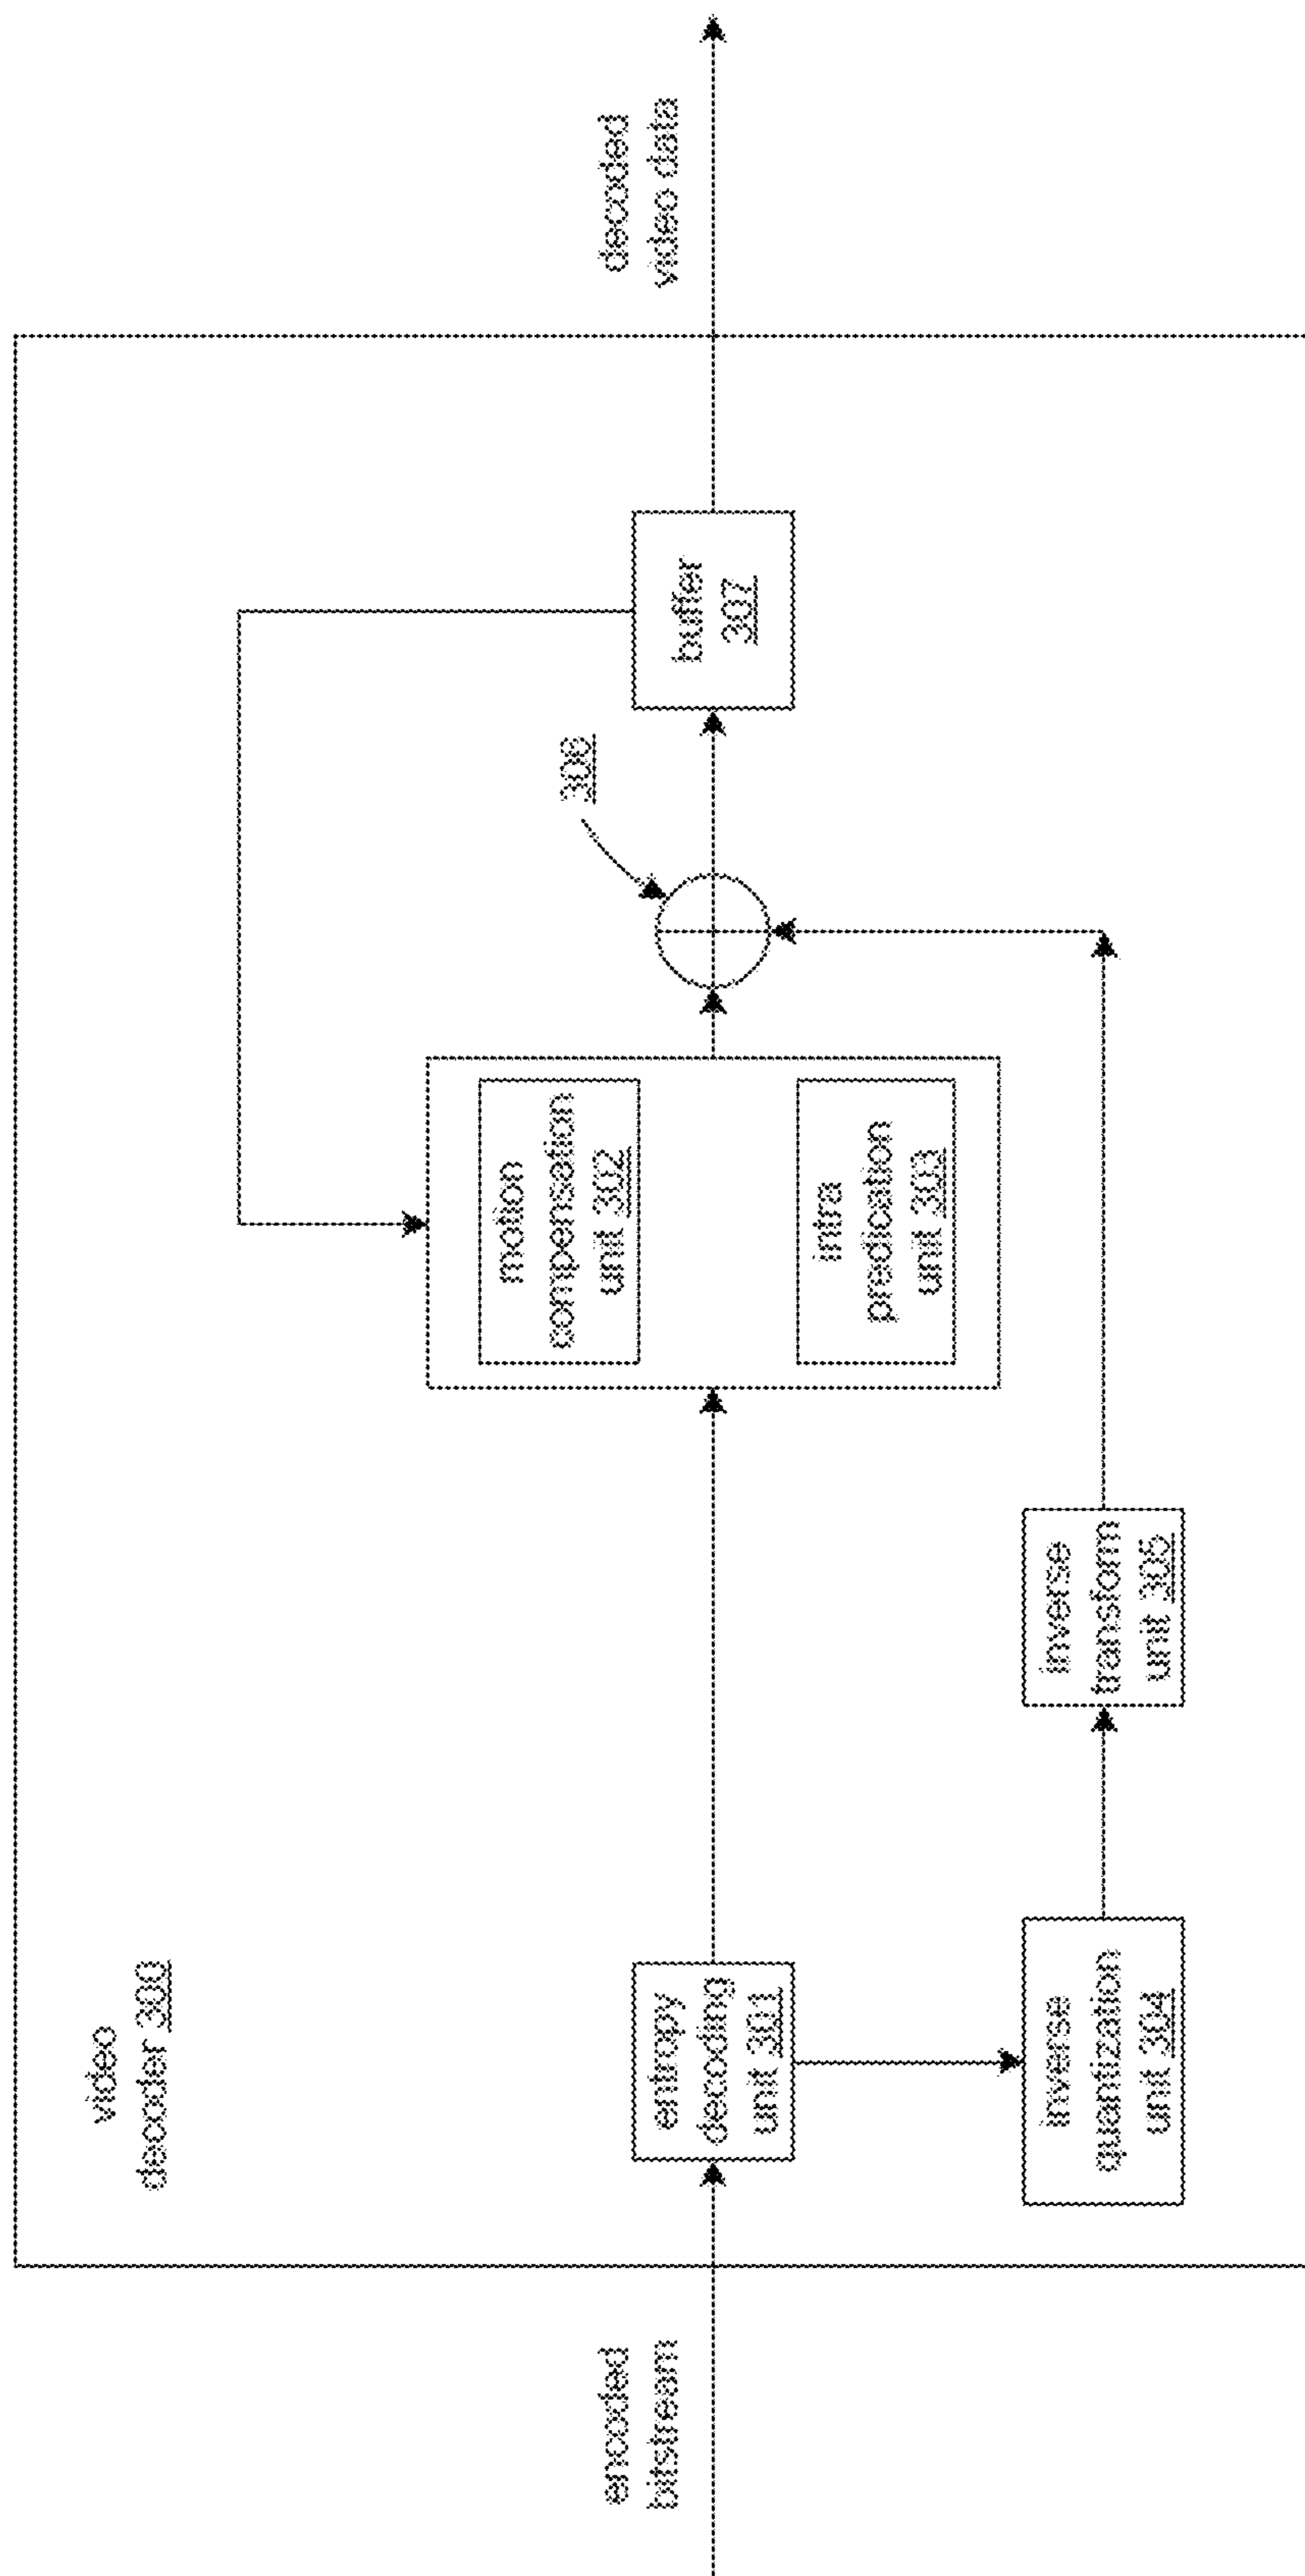 video
decoder 300
encoded
bitstream
entropy
decoding
unit 301
inverse
quantization
unit 304
inverse
transform
unit 305
motion
compensation
unit 302
intra
predication
unit 303
306
buffer
307
decoded
video data